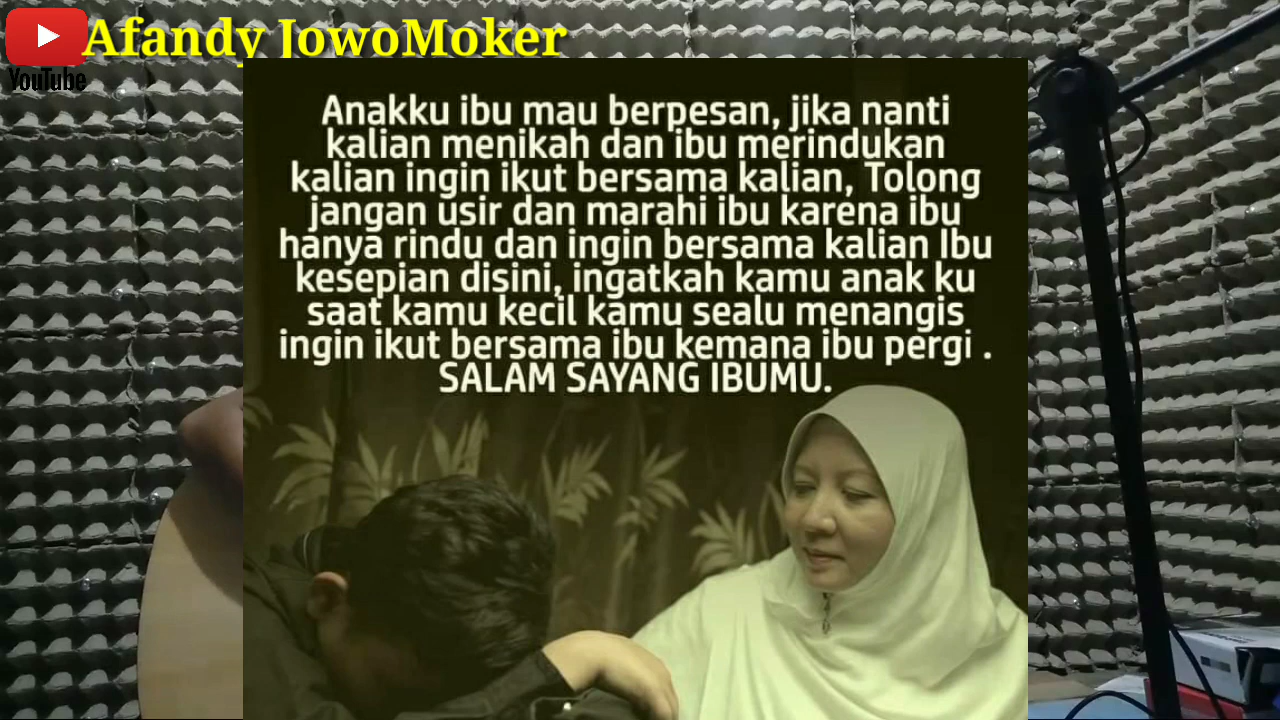 Afandy JowoMoker
YouTube
Anakku ibu mau berpesan, jika nanti
kalian menikah dan ibu merindukan
kalian ingin ikut bersama kalian, Tolong
jangan usir dan marahi ibu karena ibu
hanya rindu dan ingin bersama kalian Ibu
kesepian disini, ingatkah kamu anak ku
saat kamu kecil kamu sealu menangis
ingin ikut bersama ibu kemana ibu pergi .
SALAM SAYANG IBUMU.